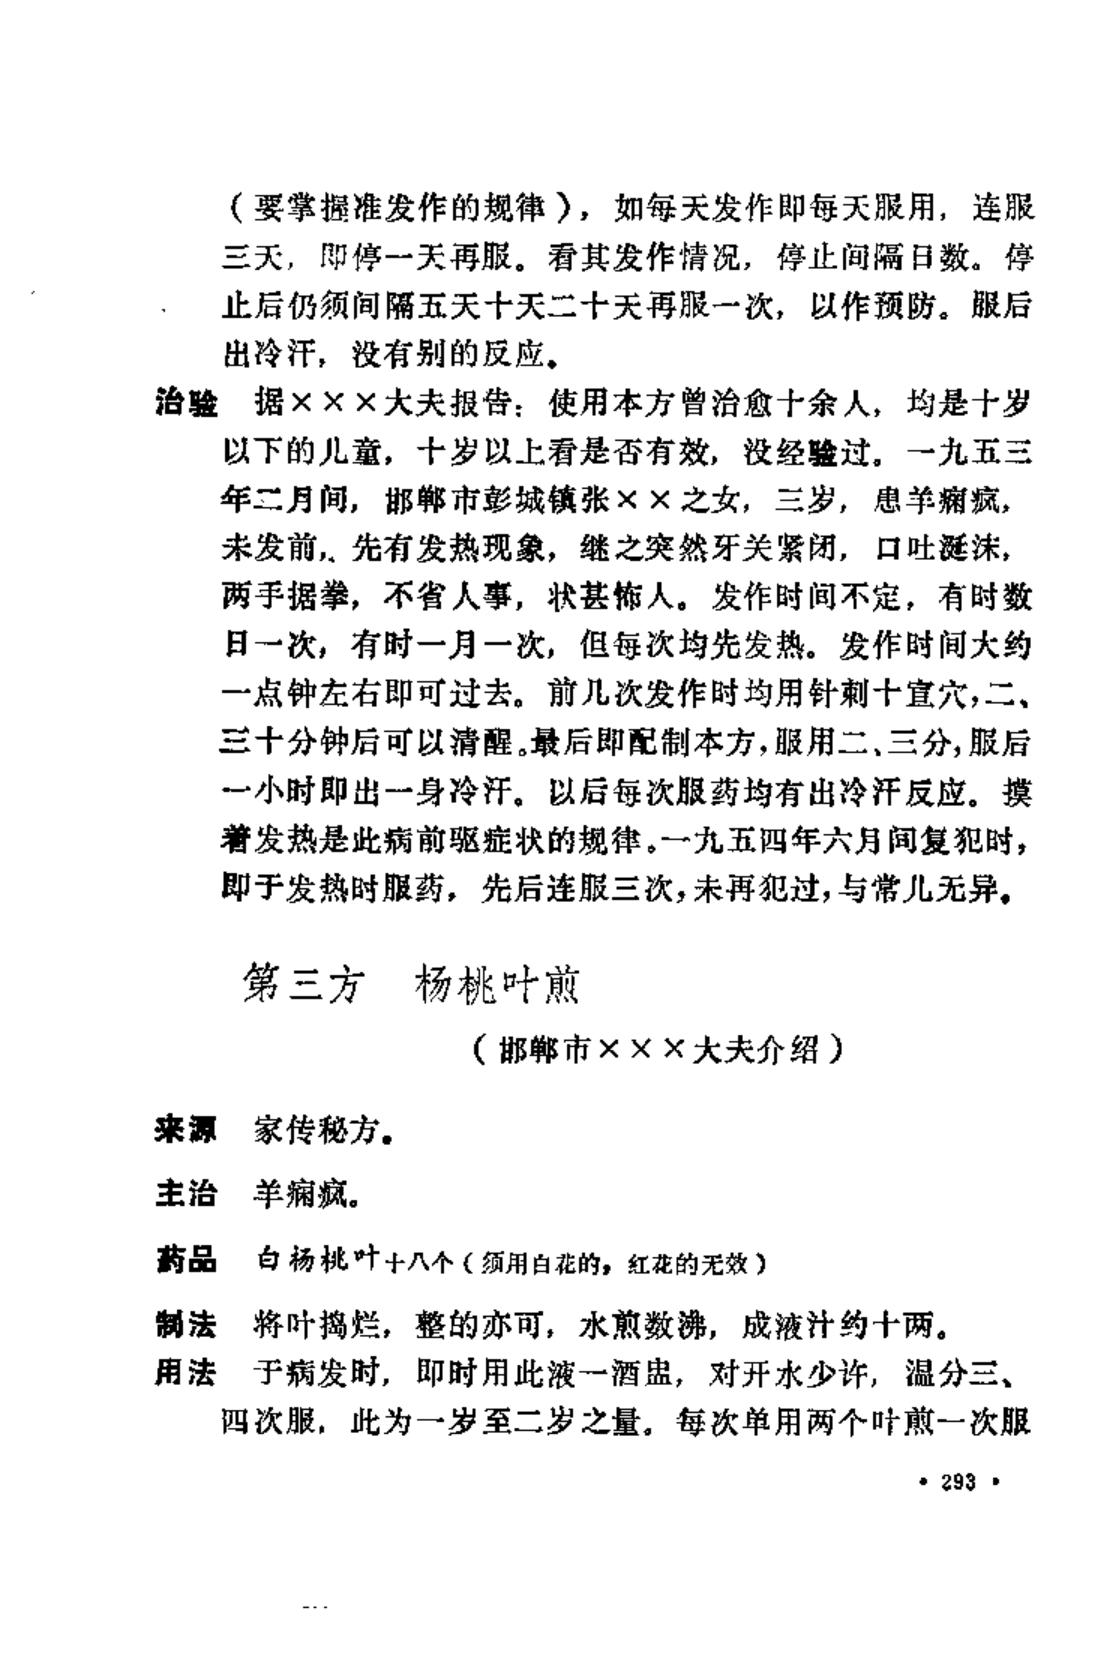 （要掌握准发作的规律），如每天发作即每天服用，连服
三天，即停一天再服。看其发作情况，停止间隔日数。停
止后仍须间隔五天十天二十天再服一次，以作预防。服后
出冷汗，没有别的反应。
治验　据×××大夫报告：使用本方曾治愈十余人，均是十岁
以下的儿童，十岁以上看是否有效，没经验过。一九五三
年二月间，邯郸市彭城镇张××之女，三岁，患羊痫疯，
未发前，先有发热现象，继之突然牙关紧闭，口吐涎沫，
两手据拳，不省人事，状甚怖人。发作时间不定，有时数
日一次，有时一月一次，但每次均先发热。发作时间大约
一点钟左右即可过去。前几次发作时均用针刺十宣穴，二、
三十分钟后可以清醒。最后即配制本方，服用二、三分，服后
一小时即出一身冷汗。以后每次服药均有出冷汗反应。摸
着发热是此病前驱症状的规律。一九五四年六月间复犯时，
即于发热时服药，先后连服三次，未再犯过，与常儿无异。
第三方　杨桃叶煎
（邯郸市×××大夫介绍）
来源　家传秘方。
主治　羊痫疯。
药品　白杨桃叶十八个（须用白花的，红花的无效）
制法　将叶捣烂，整的亦可，水煎数沸，成液汁约十两。
用法　于病发时，即时用此液一酒盅，对开水少许，温分三、
四次服，此为一岁至二岁之量。每次单用两个叶煎一次服
• 293 •